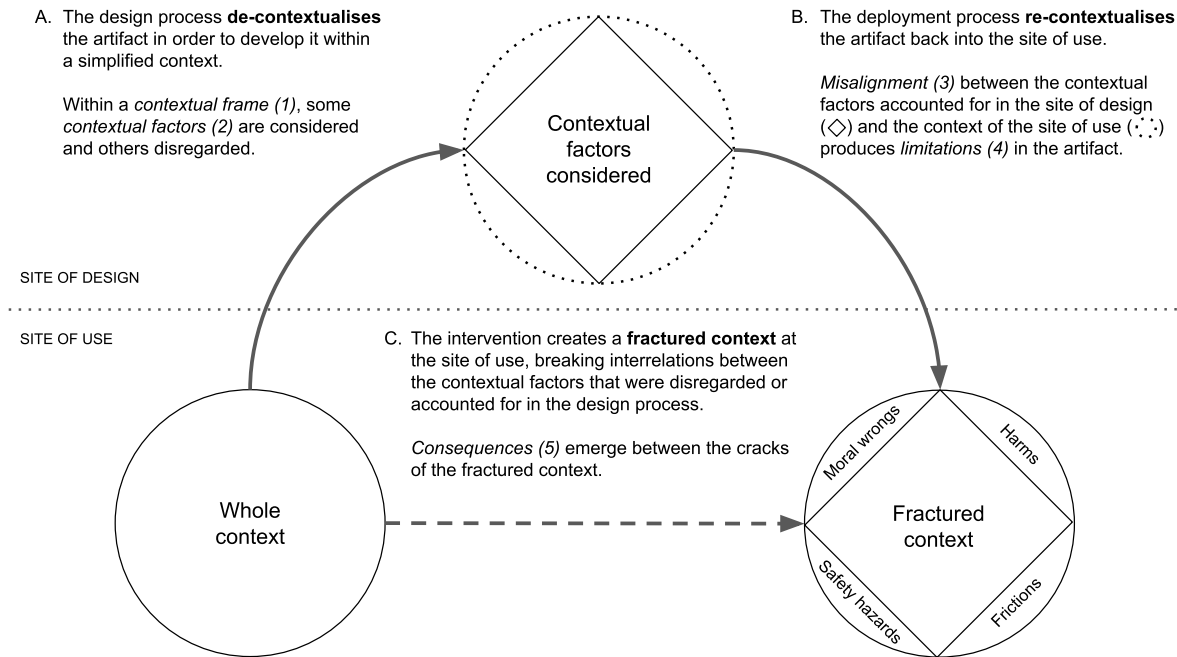 A. The design process de-contextualises
the artifact in order to develop it within
a simplified context.
Within a contextual frame (1), some
contextual factors (2) are considered
and others disregarded.
Contextual
factors
considered
B. The deployment process re-contextualises
the artifact back into the site of use.
Misalignment (3) between the contextual
factors accounted for in the site of design
(◇) and the context of the site of use (◌)
produces limitations (4) in the artifact.
SITE OF DESIGN
SITE OF USE
C. The intervention creates a fractured context at
the site of use, breaking interrelations between
the contextual factors that were disregarded or
accounted for in the design process.
Consequences (5) emerge between the cracks
of the fractured context.
Whole
context
Moral wrongs
Harms
Fractured
context
Safety hazards
Frictions